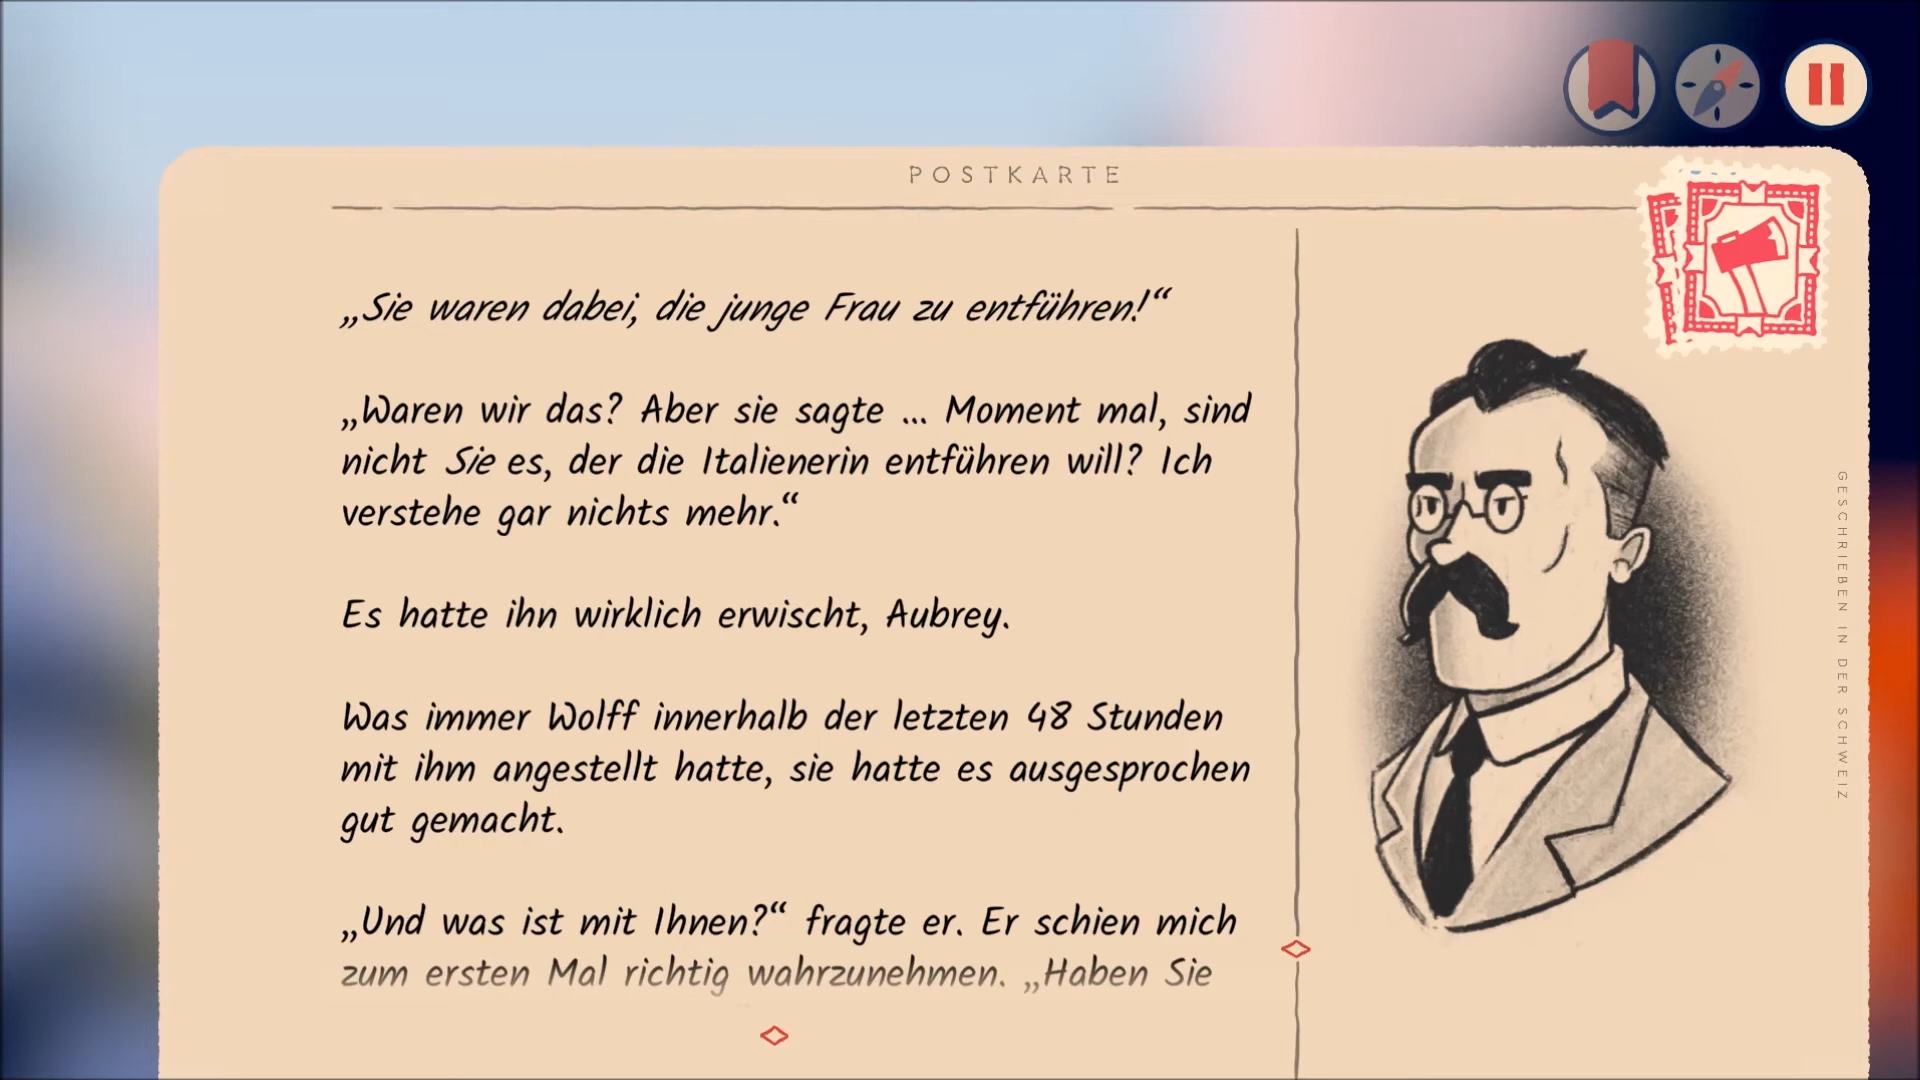 POSTKARTE
„Sie waren dabei, die junge Frau zu entführen!“
„Waren wir das? Aber sie sagte ... Moment mal, sind
nicht Sie es, der die Italienerin entführen will? Ich
verstehe gar nichts mehr.“
Es hatte ihn wirklich erwischt, Aubrey.
Was immer Wolff innerhalb der letzten 48 Stunden
mit ihm angestellt hatte, sie hatte es ausgesprochen
gut gemacht.
„Und was ist mit Ihnen?“ fragte er. Er schien mich
zum ersten Mal richtig wahrzunehmen. „Haben Sie
GESCHRIEBEN IN DER SCHWEIZ